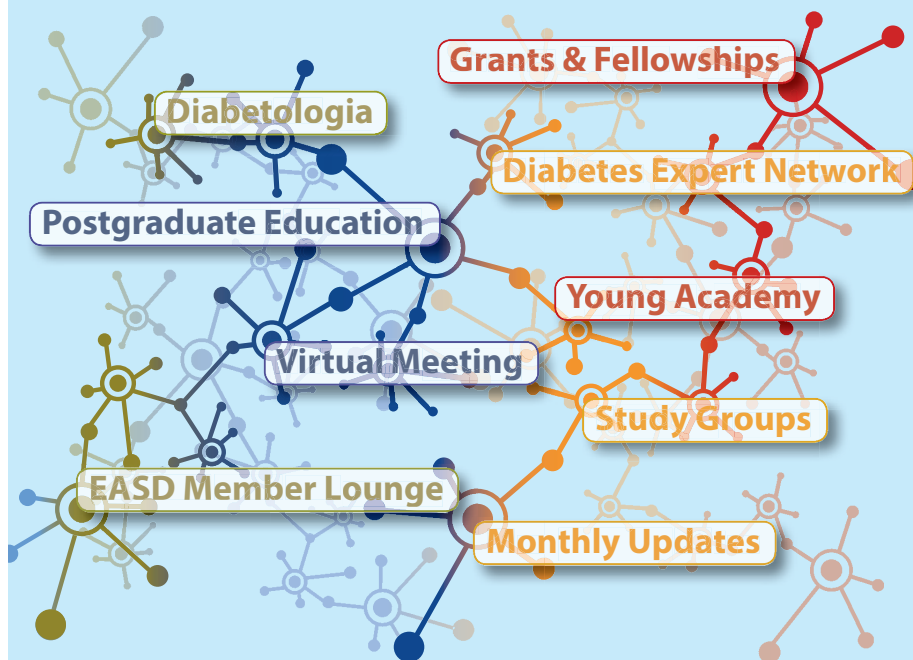 Grants & Fellowships
Diabetologia
Diabetes Expert Network
Postgraduate Education
Young Academy
Virtual Meeting
Study Groups
EASD Member Lounge
Monthly Updates